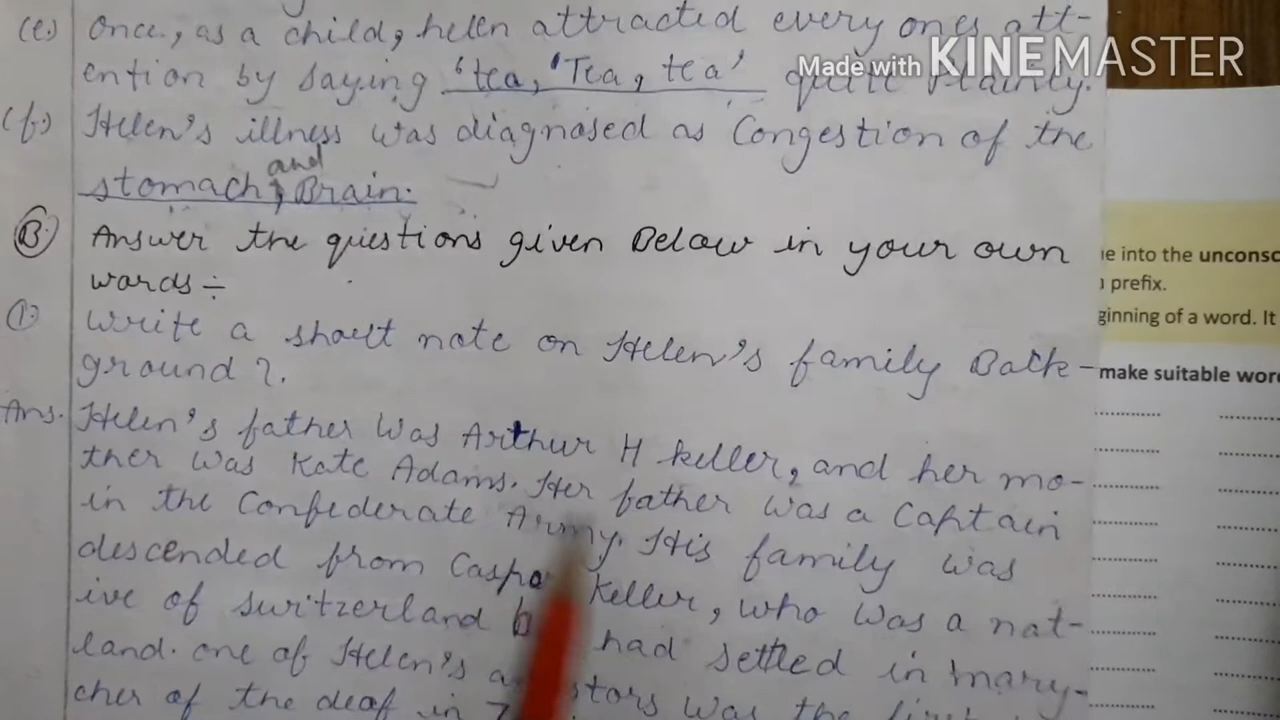 (e.) Once, as a child, helen attracted every ones att-
ention by saying 'tea, 'Tea, tea' quite Plainly.
(f.) Helen's illness was diagnosed as Congestion of the
stomach, and Brain.
(B) Answer the questions given Below in your own
words ÷
(1) Write a short note on Helen's family Back-
ground ?.
Ans. Helen's father was Arthur H keller, and her mo-
ther was Kate Adams. Her father was a Captain
in the Confederate Army. His family was
descended from Keller, who was a nat-
ive of switzerland had settled in mary-
land. one of Helen's was the
cher of the deaf in
Made with KINEMASTER
e into the unconsc
prefix.
ginning of a word. It
make suitable wor